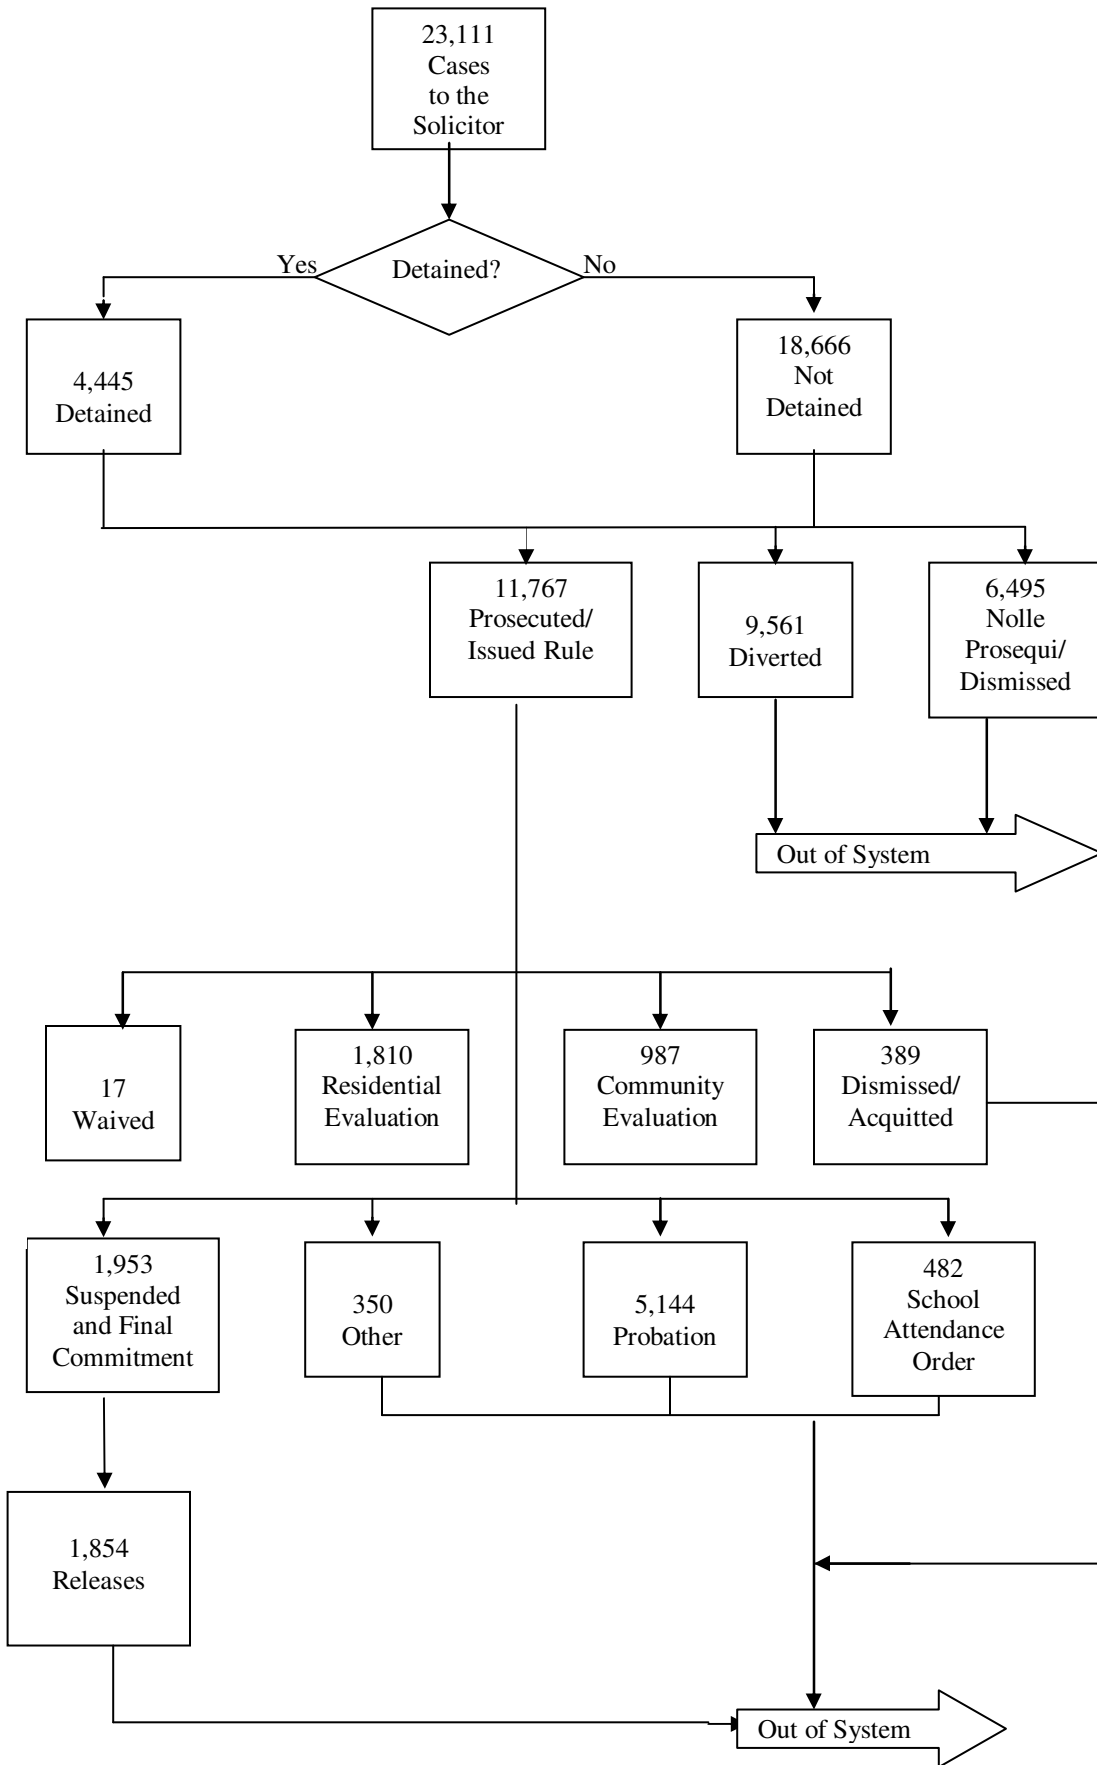 23,111
Cases
to the
Solicitor
Yes
Detained?
No
4,445
Detained
18,666
Not
Detained
11,767
Prosecuted/
Issued Rule
9,561
Diverted
6,495
Nolle
Prosequi/
Dismissed
Out of System
17
Waived
1,810
Residential
Evaluation
987
Community
Evaluation
389
Dismissed/
Acquitted
1,953
Suspended
and Final
Commitment
350
Other
5,144
Probation
482
School
Attendance
Order
1,854
Releases
Out of System